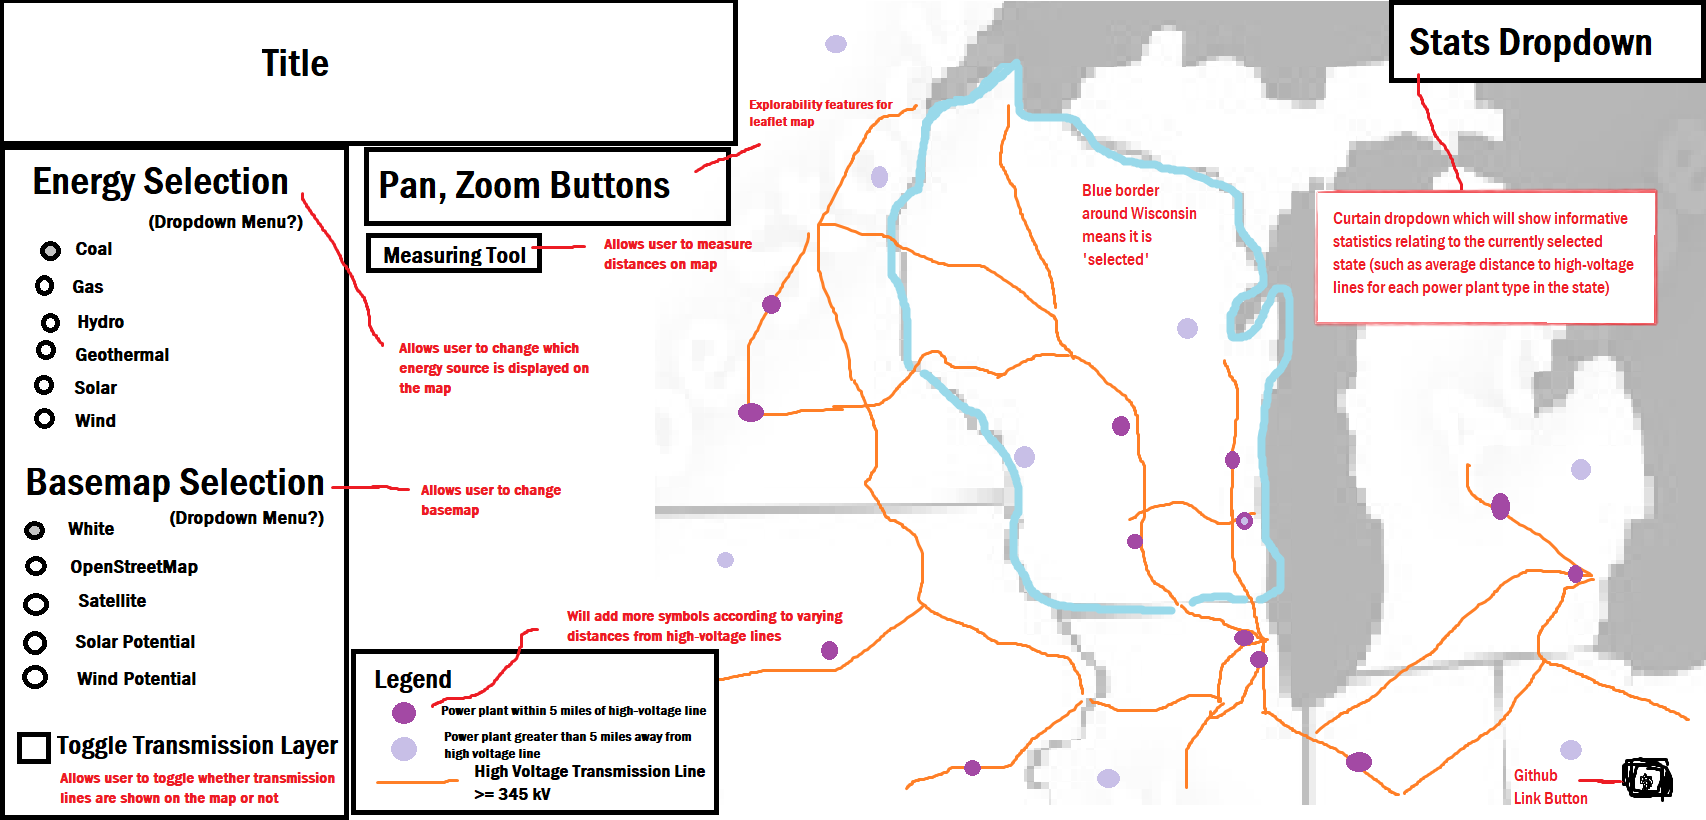 Title
Stats Dropdown
Explorability features for
leaflet map
Energy Selection
(Dropdown Menu?)
Coal
Gas
Hydro
Geothermal
Solar
Wind
Pan, Zoom Buttons
Measuring Tool
Allows user to measure
distances on map
Allows user to change which
energy source is displayed on
the map
Blue border
around Wisconsin
means it is
'selected'
Curtain dropdown which will show informative
statistics relating to the currently selected
state (such as average distance to high-voltage
lines for each power plant type in the state)
Basemap Selection
(Dropdown Menu?)
White
OpenStreetMap
Satellite
Solar Potential
Wind Potential
Allows user to change
basemap
Toggle Transmission Layer
Allows user to toggle whether transmission
lines are shown on the map or not
Will add more symbols according to varying
distances from high-voltage lines
Legend
Power plant within 5 miles of high-voltage line
Power plant greater than 5 miles away from
high voltage line
High Voltage Transmission Line
>= 345 kV
Github
Link Button